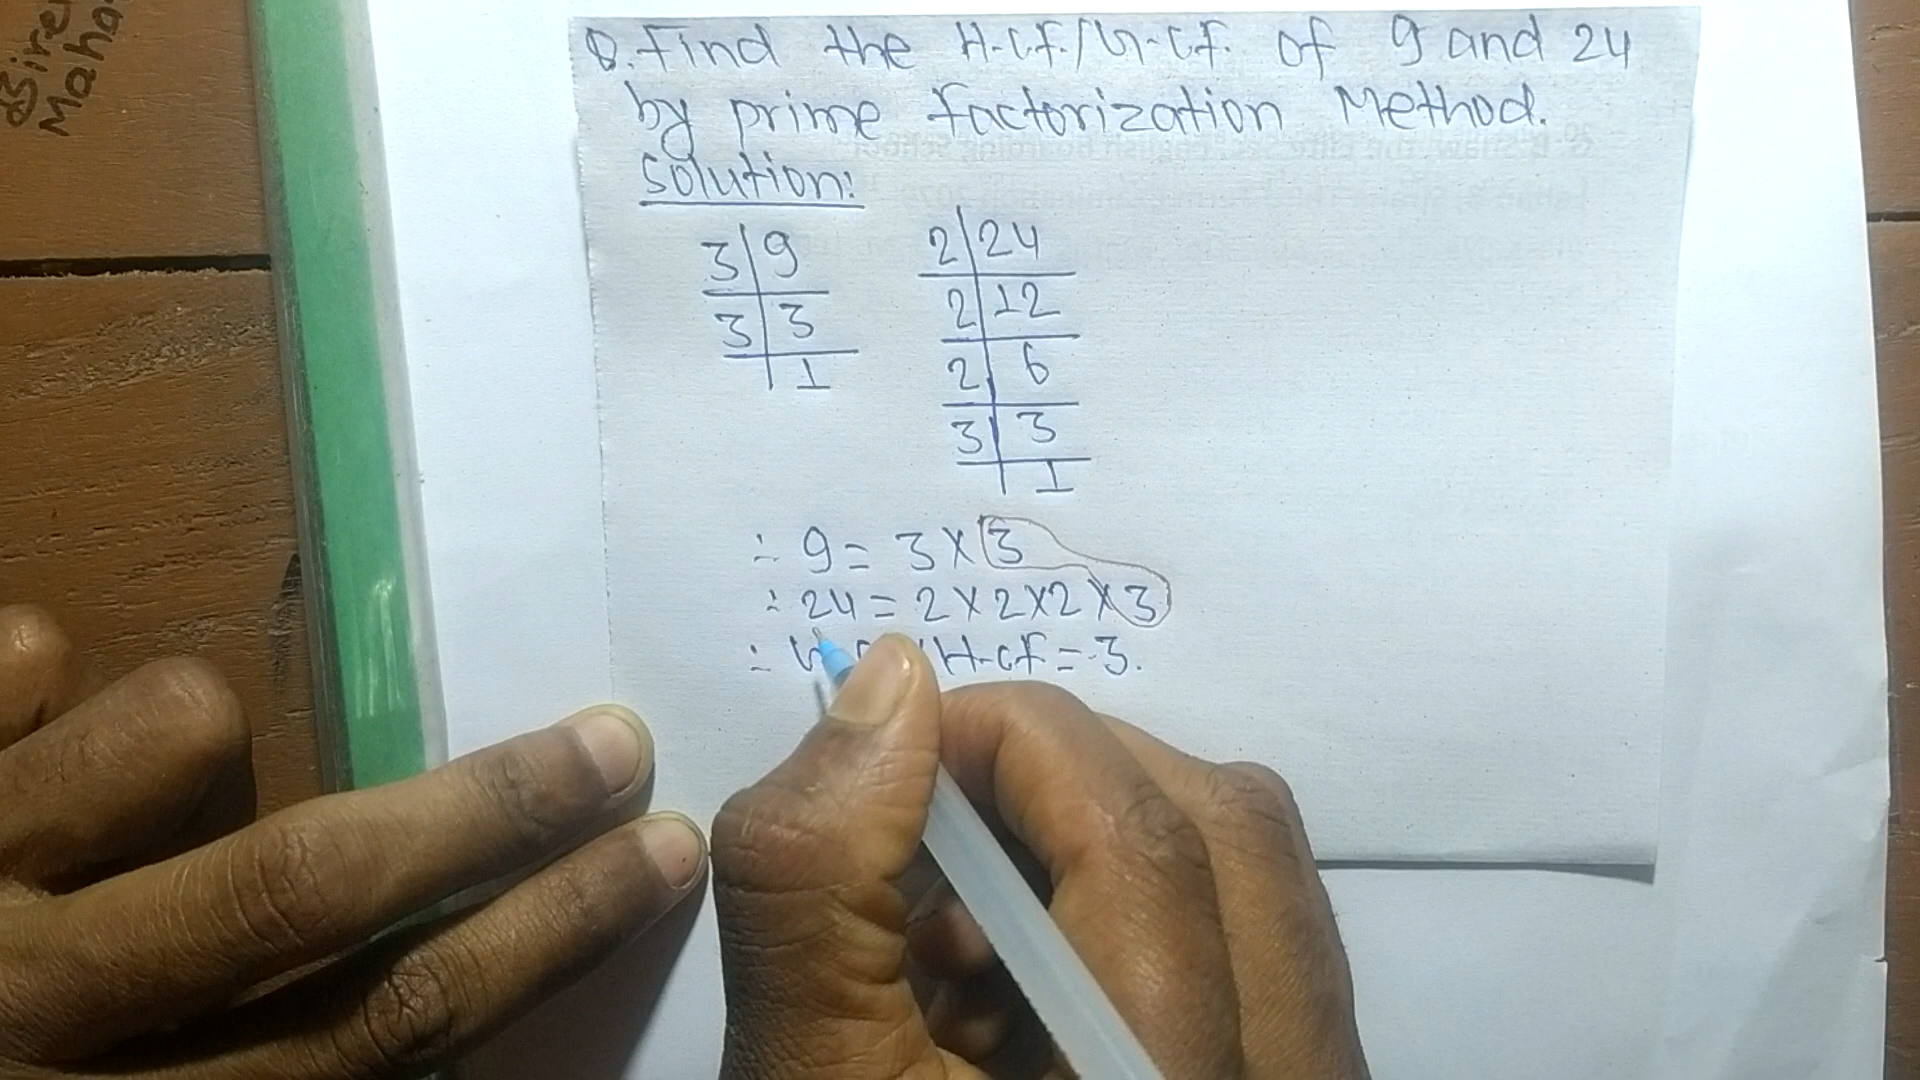 Q. Find the H.C.F./G.C.F. of 9 and 24
by prime factorization Method.
Solution:
3 | 9
3 | 3
1
2 | 24
2 | 12
2 | 6
3 | 3
1
∴ 9 = 3 × 3
∴ 24 = 2 × 2 × 2 × 3
∴ / H.C.F = 3.